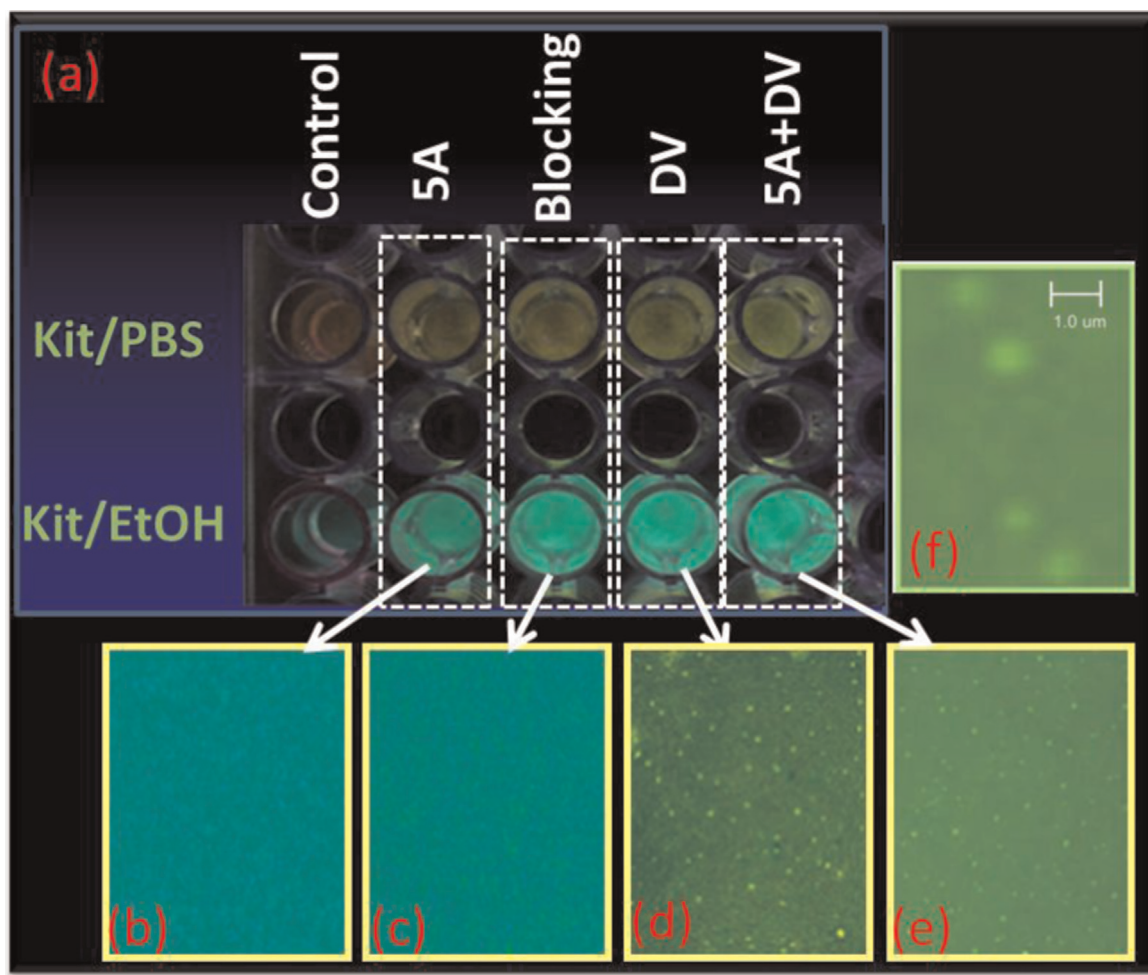 (a)
Control
5A
Blocking
DV
5A+DV
Kit/PBS
Kit/EtOH
1.0 um
(f)
(b)
(c)
(d)
(e)